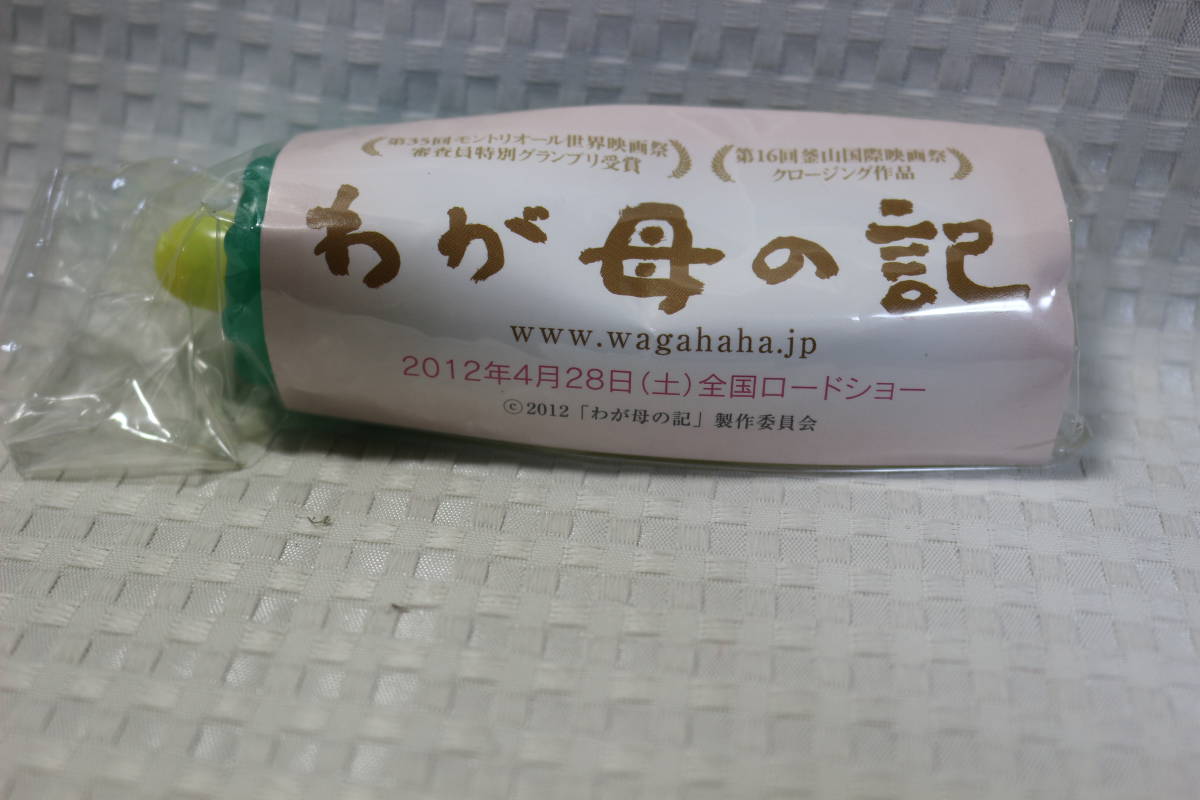 第35回モントリオール世界映画祭
審査員特別グランプリ受賞
第16回釜山国際映画祭
クロージング作品
わが母の記
www.wagahaha.jp
2012年4月28日(土)全国ロードショー
©2012「わが母の記」製作委員会